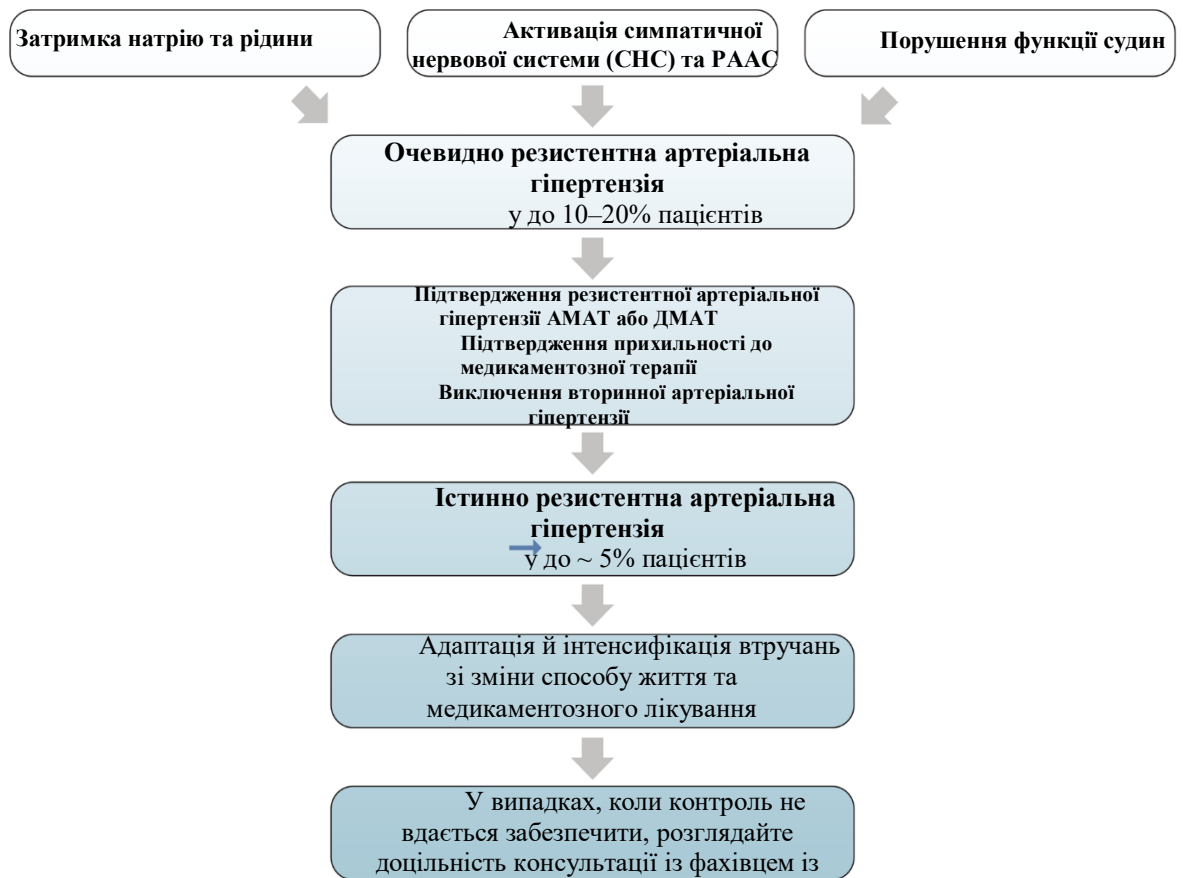 Затримка натрію та рідини
Активація симпатичної
нервової системы (СНС) та РААС
Порушення функції судин
Очевидно резистентна артеріальна
гіпертензія
у до 10–20% пацієнтів
Підтвердження резистентної артеріальної
гіпертензії АМАТ або ДМАТ
Підтвердження прихильності до
медикаментозної терапії
Виключення вторинної артеріальної
гіпертензії
Істинно резистентна артеріальна
гіпертензія
у до ~ 5% пацієнтів
Адаптація й інтенсифікація втручань
зі зміни способу життя та
медикаментозного лікування
У випадках, коли контроль не
вдається забезпечити, розглядайте
доцільність консультації із фахівцем із